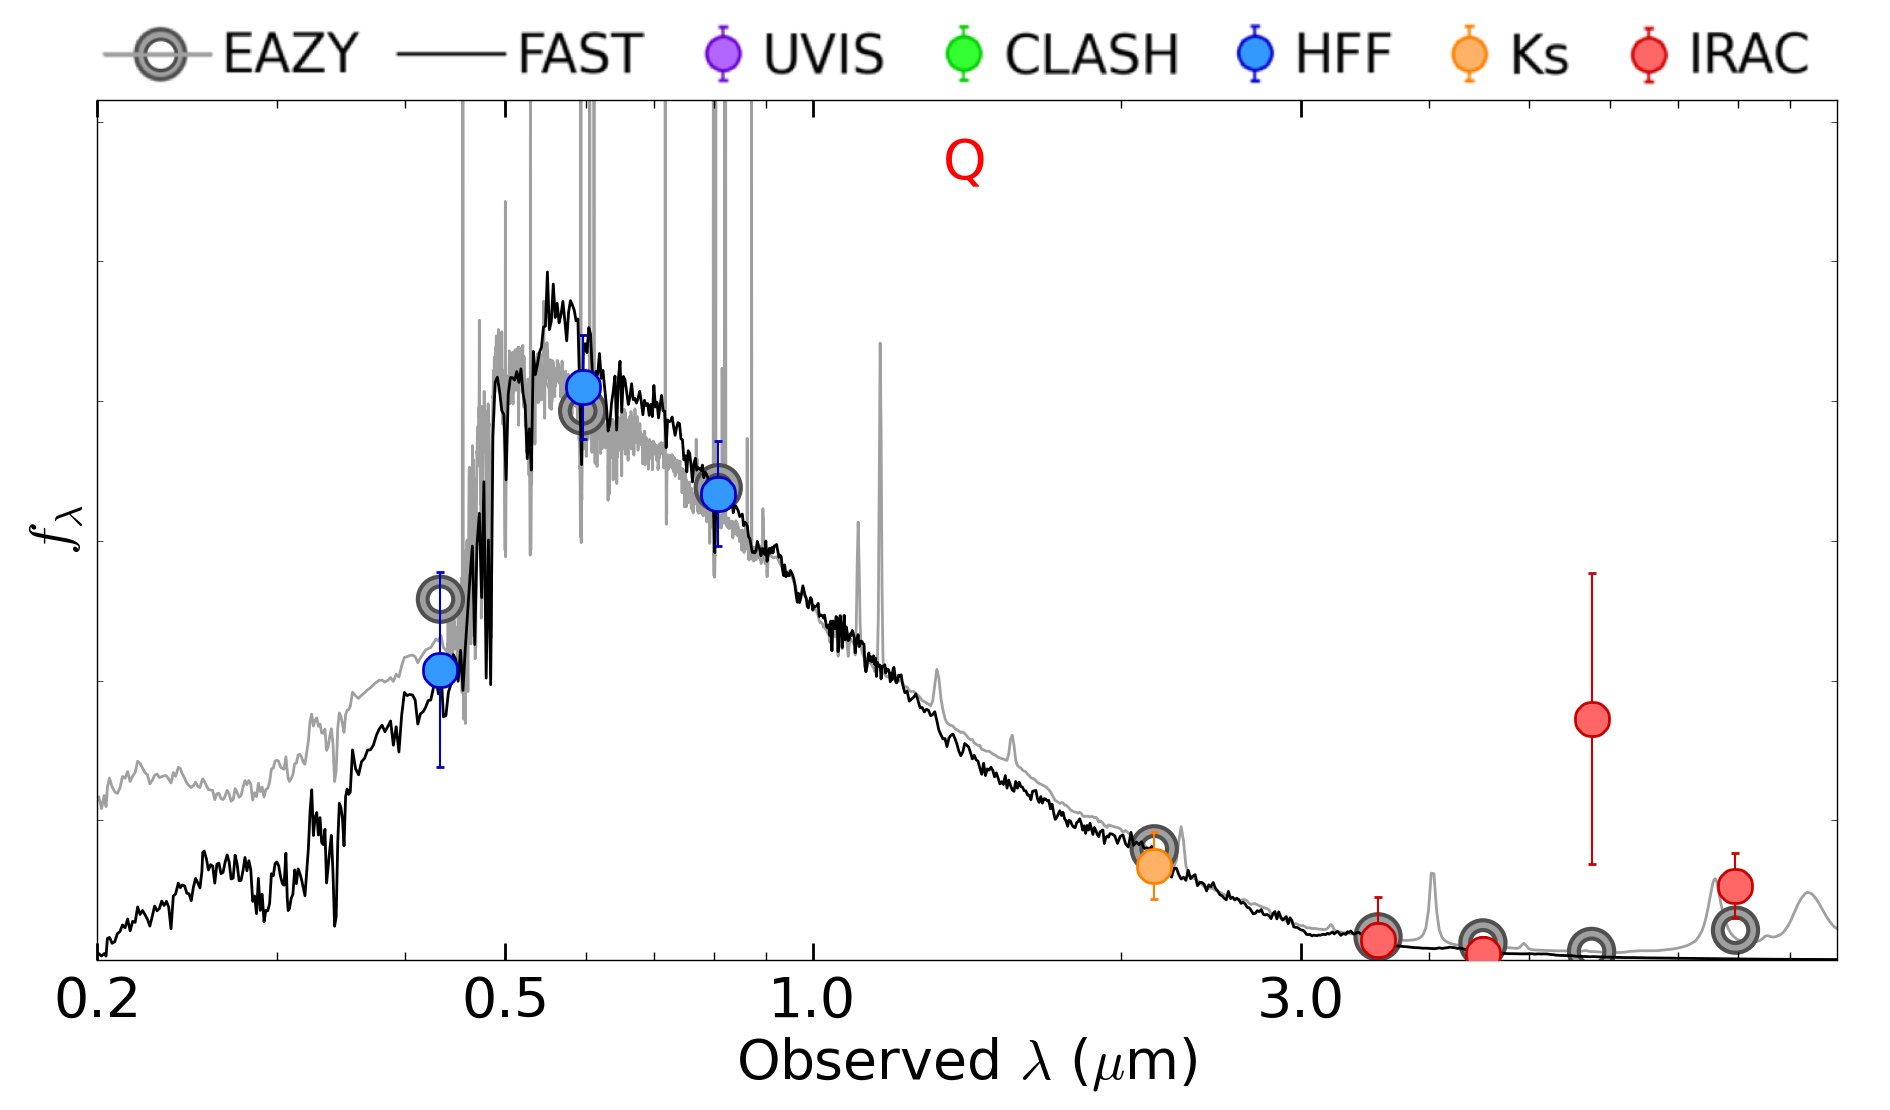 EAZY FAST UVIS CLASH HFF Ks IRAC
Q
f_λ
0.2 0.5 1.0 3.0
Observed λ (μm)